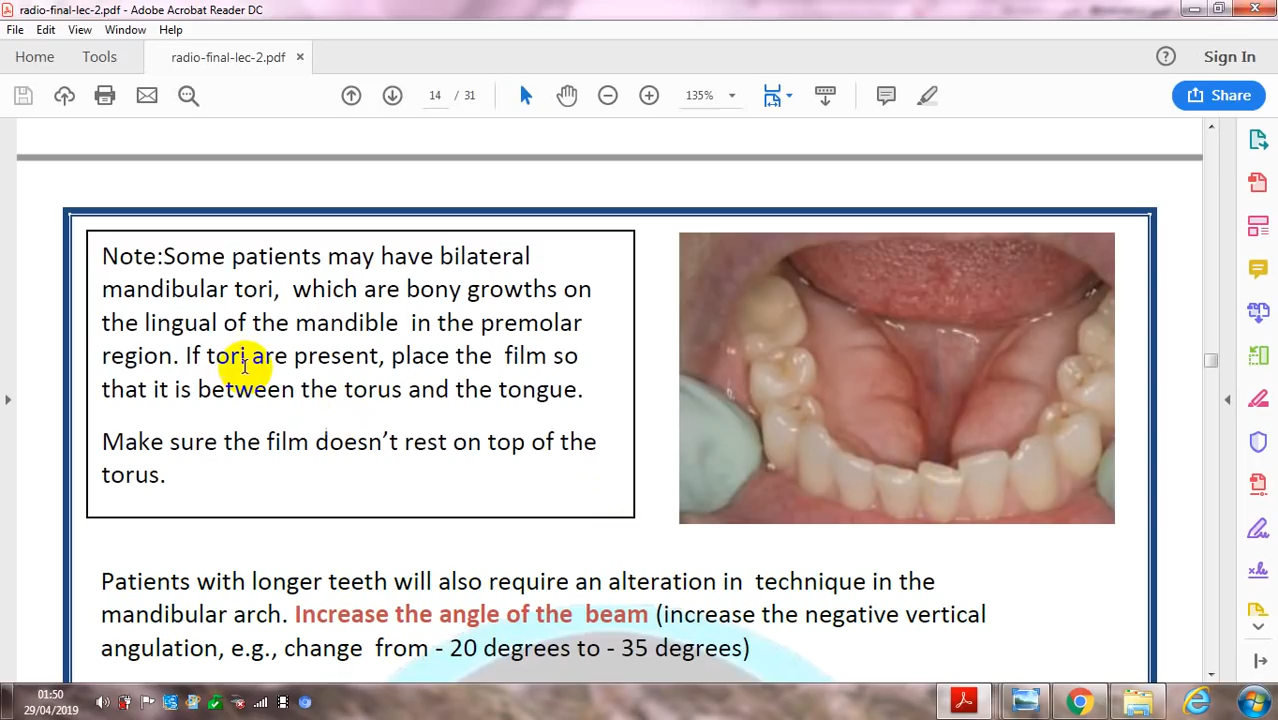 radio-final-lec-2.pdf - Adobe Acrobat Reader DC
File Edit View Window Help
Home Tools radio-final-lec-2.pdf × ? Sign In
14 / 31 135% Share
Note:Some patients may have bilateral
mandibular tori, which are bony growths on
the lingual of the mandible in the premolar
region. If tori are present, place the film so
that it is between the torus and the tongue.
Make sure the film doesn't rest on top of the
torus.
Patients with longer teeth will also require an alteration in technique in the
mandibular arch. Increase the angle of the beam (increase the negative vertical
angulation, e.g., change from - 20 degrees to - 35 degrees)
01:50
29/04/2019